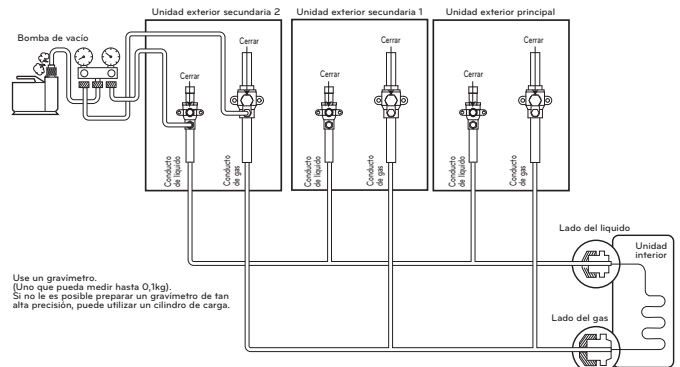 Unidad exterior secundaria 2
Unidad exterior secundaria 1
Unidad exterior principal
Bomba de vacío
Cerrar
Cerrar
Cerrar
Cerrar
Cerrar
Cerrar
Conducto
de líquido
Conducto
de gas
Conducto
de líquido
Conducto
de gas
Conducto
de líquido
Conducto
de gas
Lado del líquido
Unidad
interior
Use un gravímetro.
(Uno que pueda medir hasta 0,1kg).
Si no le es posible preparar un gravímetro de tan
alta precisión, puede utilizar un cilindro de carga.
Lado del gas